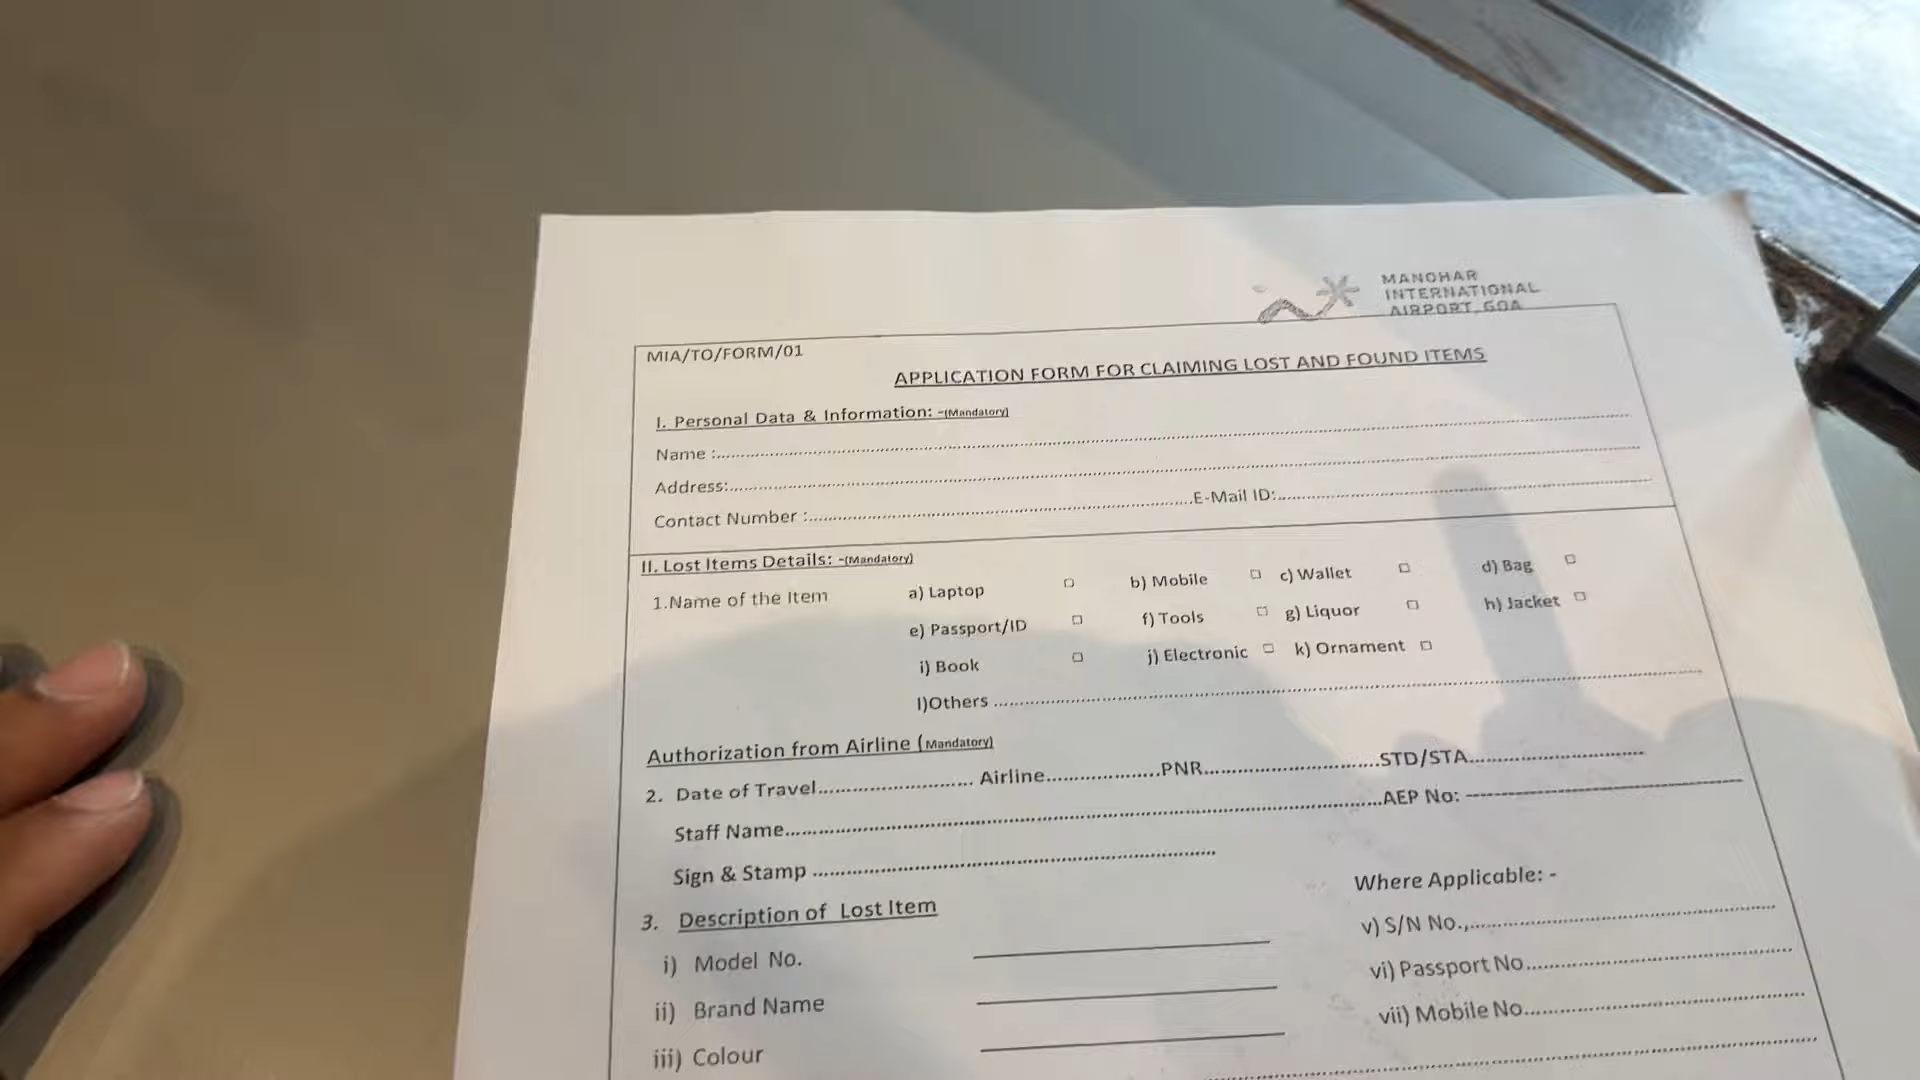 MANOHAR
INTERNATIONAL
AIRPORT, GOA
MIA/TO/FORM/01
APPLICATION FORM FOR CLAIMING LOST AND FOUND ITEMS
I. Personal Data & Information: -(Mandatory)
Name :....................
Address:....................
Contact Number :....................E-Mail ID:....................
II. Lost Items Details: -(Mandatory)
1.Name of the Item a) Laptop □ b) Mobile □ c) Wallet □ d) Bag □
e) Passport/ID □ f) Tools □ g) Liquor □ h) Jacket □
i) Book □ j) Electronic □ k) Ornament □
l)Others ....................
Authorization from Airline (Mandatory)
2. Date of Travel.................... Airline....................PNR....................STD/STA....................
Staff Name....................AEP No: --------------------
Sign & Stamp ....................
Where Applicable: -
3. Description of Lost Item
v) S/N No.,....................
i) Model No. ____________________
vi) Passport No....................
ii) Brand Name ____________________
vii) Mobile No....................
iii) Colour ____________________